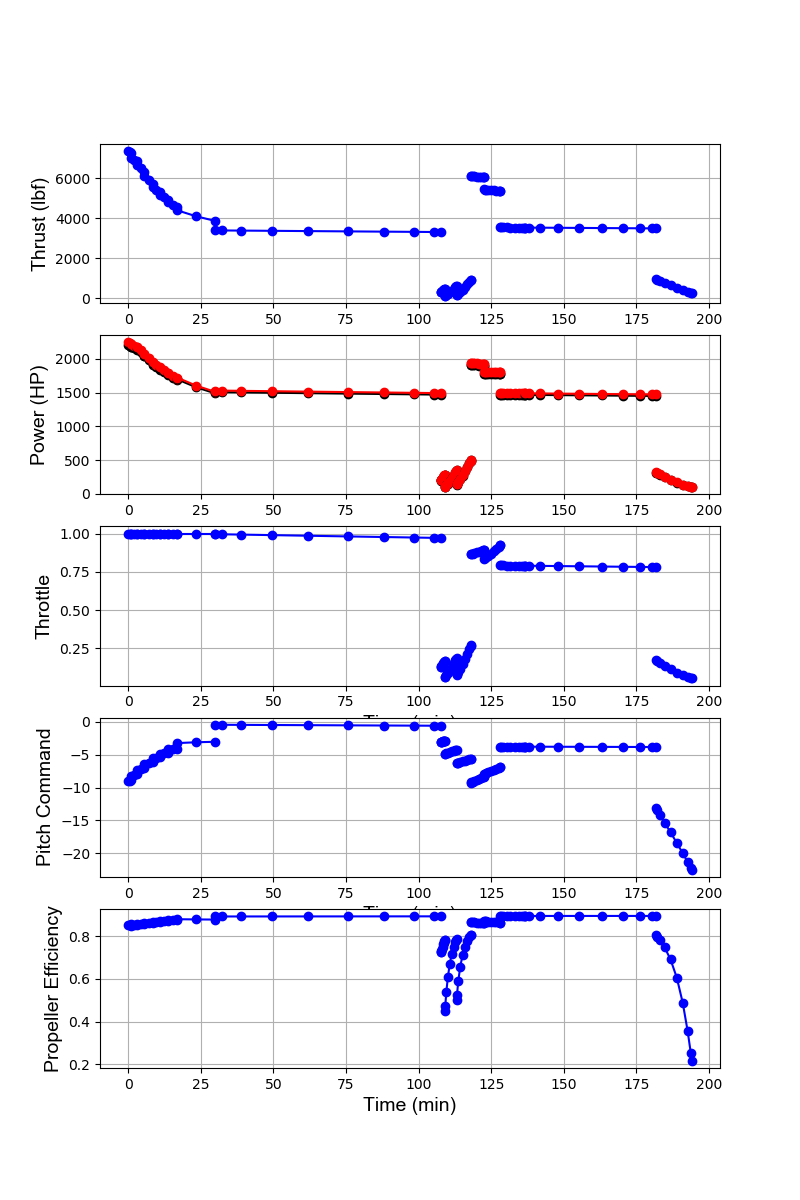 Thrust (lbf)
6000
4000
2000
0
0 25 50 75 100 125 150 175 200
Power (HP)
2000
1500
1000
500
0
0 25 50 75 100 125 150 175 200
Throttle
1.00
0.75
0.50
0.25
0 25 50 75 100 125 150 175 200
Pitch Command
0
−5
−10
−15
−20
0 25 50 75 100 125 150 175 200
Propeller Efficiency
0.8
0.6
0.4
0.2
0 25 50 75 100 125 150 175 200
Time (min)